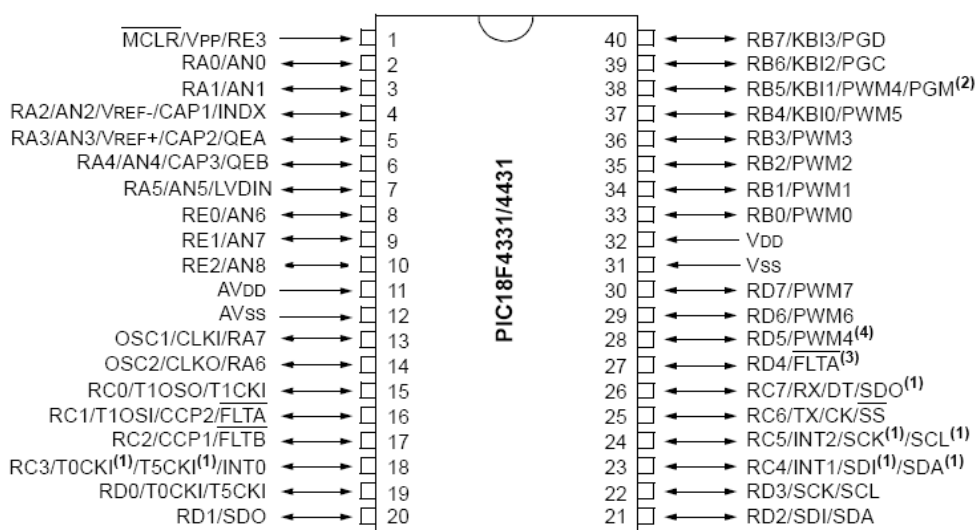 MCLR/VPP/RE3 1
RA0/AN0 2
RA1/AN1 3
RA2/AN2/VREF-/CAP1/INDX 4
RA3/AN3/VREF+/CAP2/QEA 5
RA4/AN4/CAP3/QEB 6
RA5/AN5/LVDIN 7
RE0/AN6 8
RE1/AN7 9
RE2/AN8 10
AVDD 11
AVSS 12
OSC1/CLKI/RA7 13
OSC2/CLKO/RA6 14
RC0/T1OSO/T1CKI 15
RC1/T1OSI/CCP2/FLTA 16
RC2/CCP1/FLTB 17
RC3/T0CKI(1)/T5CKI(1)/INT0 18
RD0/T0CKI/T5CKI 19
RD1/SDO 20
PIC18F4331/4431
40 RB7/KBI3/PGD
39 RB6/KBI2/PGC
38 RB5/KBI1/PWM4/PGM(2)
37 RB4/KBI0/PWM5
36 RB3/PWM3
35 RB2/PWM2
34 RB1/PWM1
33 RB0/PWM0
32 VDD
31 VSS
30 RD7/PWM7
29 RD6/PWM6
28 RD5/PWM4(4)
27 RD4/FLTA(3)
26 RC7/RX/DT/SDO(1)
25 RC6/TX/CK/SS
24 RC5/INT2/SCK(1)/SCL(1)
23 RC4/INT1/SDI(1)/SDA(1)
22 RD3/SCK/SCL
21 RD2/SDI/SDA